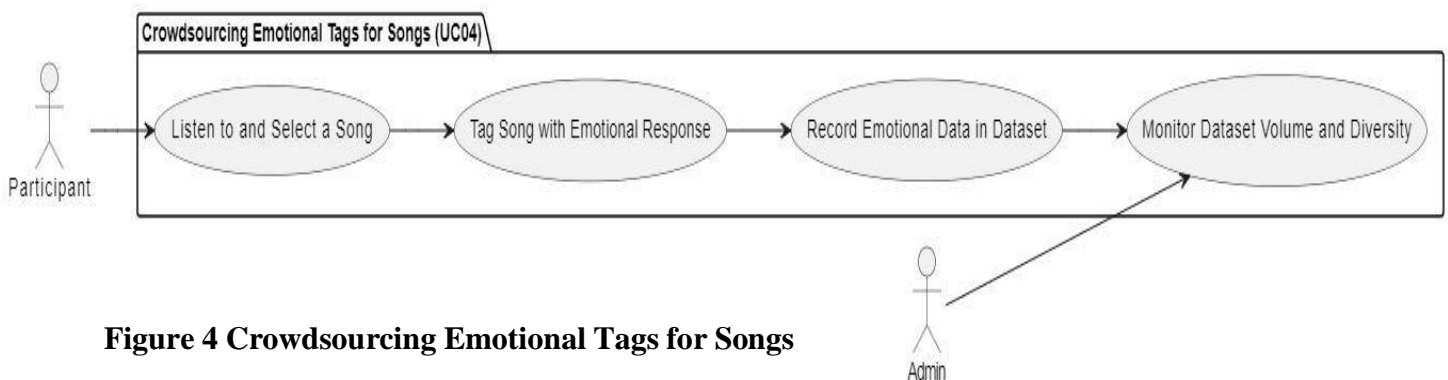 Crowdsourcing Emotional Tags for Songs (UC04)
Participant
Listen to and Select a Song
Tag Song with Emotional Response
Record Emotional Data in Dataset
Monitor Dataset Volume and Diversity
Admin
Figure 4 Crowdsourcing Emotional Tags for Songs